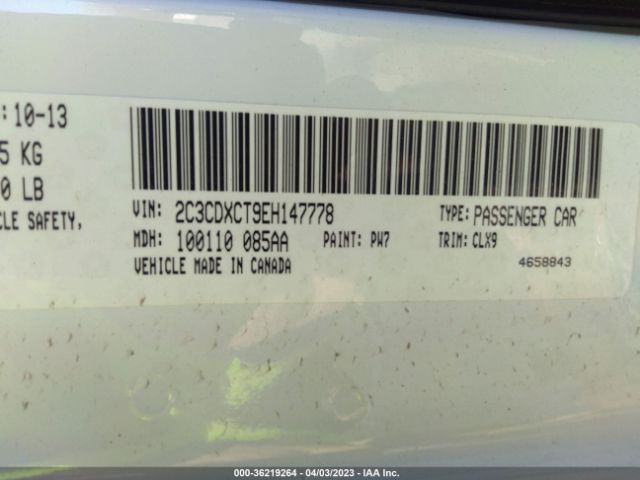 :10-13
5 KG
0 LB
CLE SAFETY,
VIN: 2C3CDXCT9EH147778
TYPE: PASSENGER CAR
MDH: 100110 085AA
PAINT: PW7
TRIM: CLX9
VEHICLE MADE IN CANADA
4658843
000-36219264 - 04/03/2023 - IAA Inc.